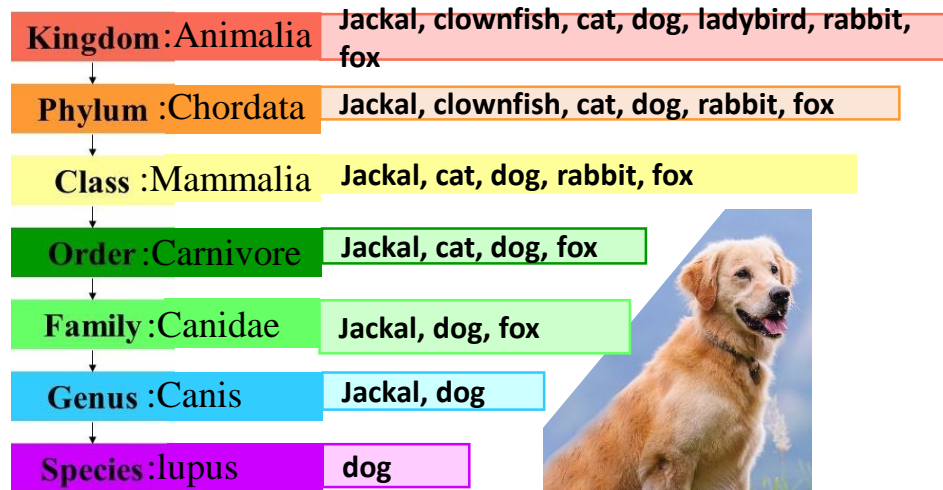 Kingdom:Animalia Jackal, clownfish, cat, dog, ladybird, rabbit,
fox
Phylum :Chordata Jackal, clownfish, cat, dog, rabbit, fox
Class :Mammalia Jackal, cat, dog, rabbit, fox
Order:Carnivore Jackal, cat, dog, fox
Family:Canidae Jackal, dog, fox
Genus :Canis Jackal, dog
Species:lupus dog